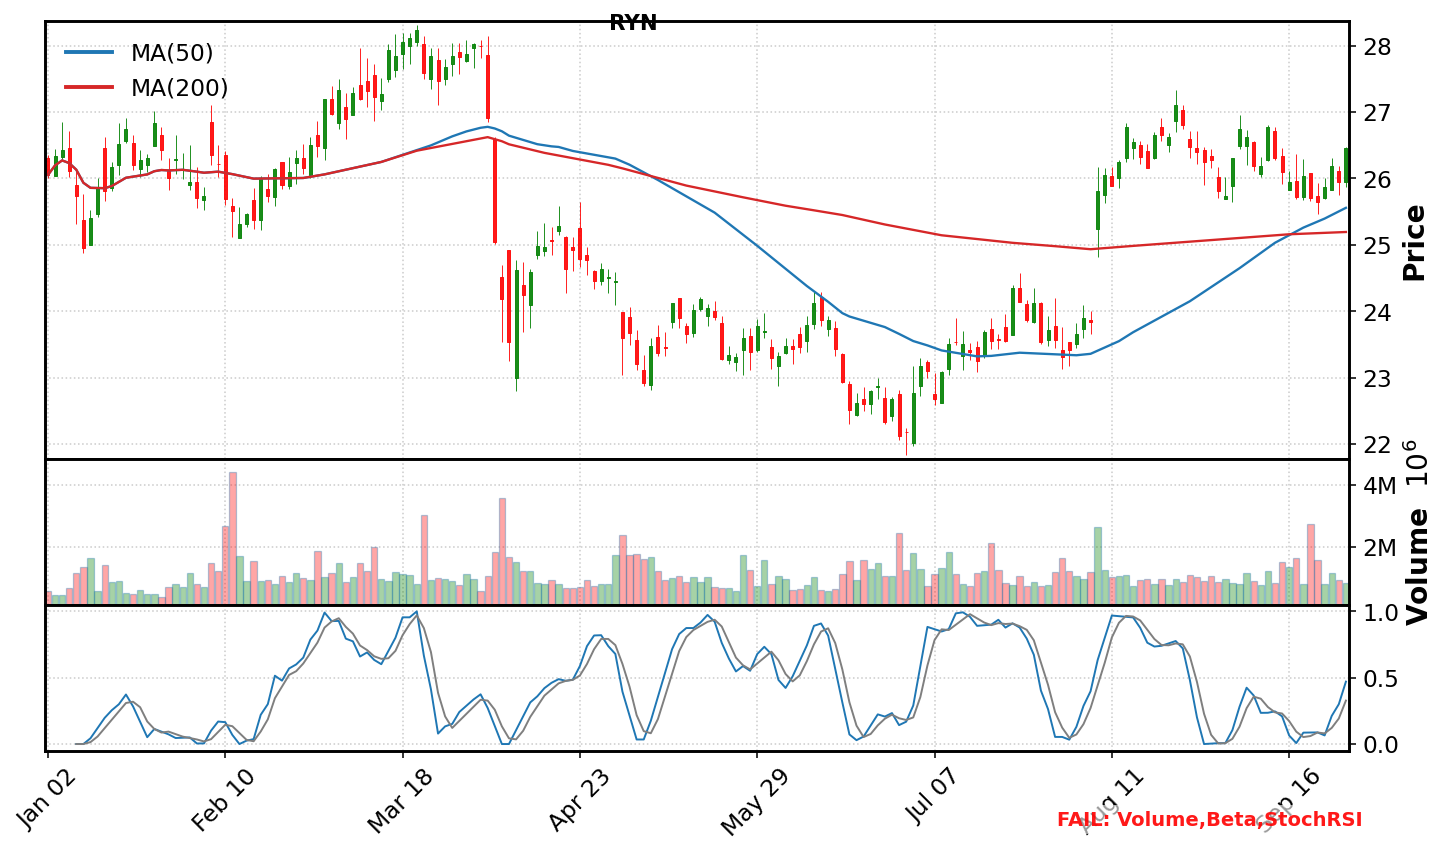 RYN
MA(50)
MA(200)
28
27
26
25
24
23
22
Price
10^6
4M
2M
Volume
1.0
0.5
0.0
Jan 02
Feb 10
Mar 18
Apr 23
May 29
Jul 07
Aug 11
Sep 16
FAIL: Volume,Beta,StochRSI